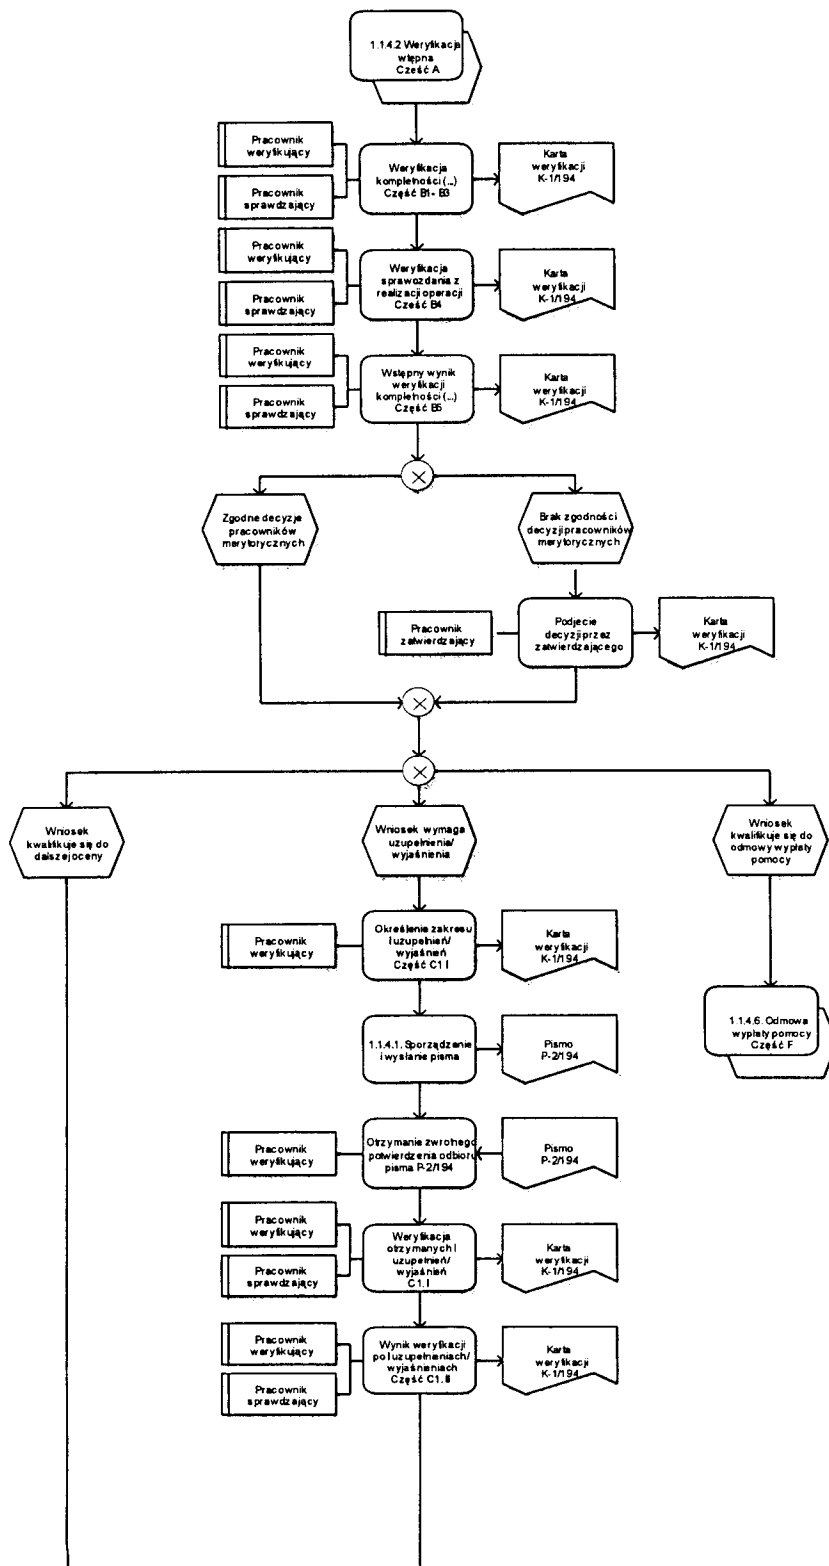 1.1.4.2 Weryfikacja
wtępna
Cześć A
Pracownik
weryfikujący
Pracownik
sprawdzający
Weryfikacja
kompletności (...)
Część B1- B3
Karta
weryfikacji
K-1/194
Pracownik
weryfikujący
Pracownik
sprawdzający
Weryfikacja
sprawozdania z
realizacji operacji
Cześć B4
Karta
weryfikacji
K-1/194
Pracownik
weryfikujący
Pracownik
sprawdzający
Wstępny wynik
weryfikacji
kompletności (...)
Część B5
Karta
weryfikacji
K-1/194
Zgodne decyzje
pracowników
merytorycznych
Brak zgodności
decyzji pracowników
merytorycznych
Pracownik
zatwierdzający
Podjecie
decyzji przez
zatwierdzającego
Karta
weryfikacji
K-1/194
Wniosek
kwalifikuje się do
dalszej oceny
Wniosek wymaga
uzupełnienia/
wyjaśnienia
Wniosek
kwalifikuje się do
odmowy wypłaty
pomocy
Pracownik
weryfikujący
Określenie zakresu
I uzupełnień/
wyjaśnień
Część C1 I
Karta
weryfikacji
K-1/194
1.1.4.1. Sporządzenie
i wysłanie pisma
Pismo
P-2/194
1.1.4.6. Odmowa
wypłaty pomocy
Część F
Pracownik
weryfikujący
Otrzymanie zwrotnego
potwierdzenia odbioru
pisma P-2/194
Pismo
P-2/194
Pracownik
weryfikujący
Pracownik
sprawdzający
Weryfikacja
otrzymanych I
uzupełnień/
wyjaśnień
C1. I
Karta
weryfikacji
K-1/194
Pracownik
weryfikujący
Pracownik
sprawdzający
Wynik weryfikacji
po I uzupełnieniach/
wyjaśnieniach
Część C1. II
Karta
weryfikacji
K-1/194